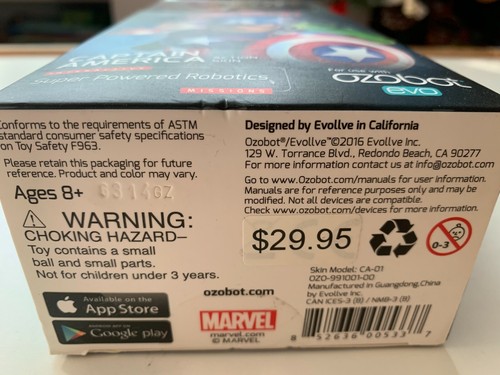 CAPTAIN
AMERICA
Super Powered Robotics
MISSIONS
For use with
ozobot
evo
Conforms to the requirements of ASTM
standard consumer safety specifications
on Toy Safety F963.
Please retain this packaging for future
reference. Product and color may vary.
Ages 8+
WARNING:
CHOKING HAZARD—
Toy contains a small
ball and small parts.
Not for children under 3 years.
Available on the
App Store
Google play
Designed by Evollve in California
Ozobot®/Evollve™©2016 Evollve Inc.
129 W. Torrance Blvd., Redondo Beach, CA 90277
For more information contact us at info@ozobot.com
Go to www.Ozobot.com/manuals for user information.
Manuals are for reference purposes only and may be
modified. Not all devices are compatible.
Check www.ozobot.com/devices for more information.
$29.95
0-3
Skin Model: CA-01
OZO-991001-00
Manufactured in Guangdong,China
by Evollve Inc.
CAN ICES-3 (B) / NMB-3 (B)
ozobot.com
MARVEL
marvel.com
© MARVEL
8 52636 00533 7